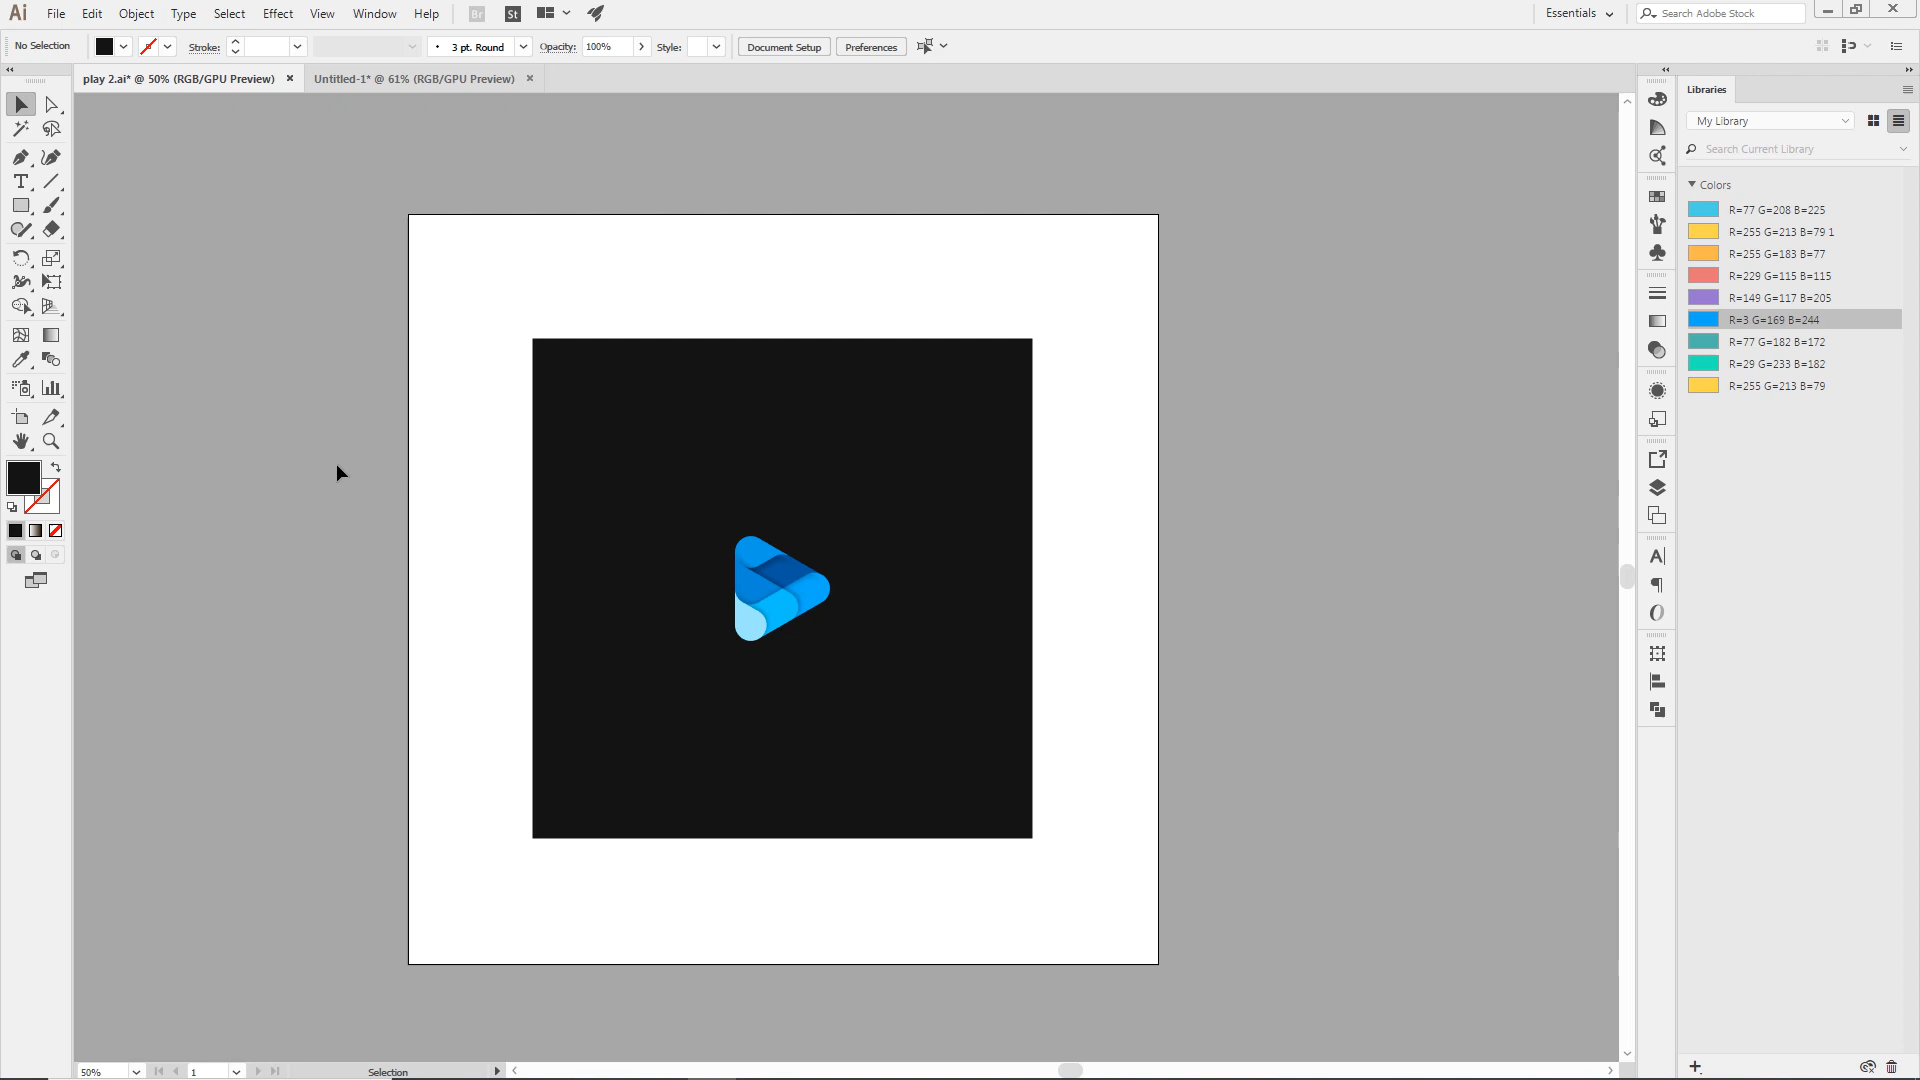 Ai File Edit Object Type Select Effect View Window Help Br St Essentials Search Adobe Stock
No Selection Stroke: 3 pt. Round Opacity: 100% Style: Document Setup Preferences
play 2.ai* @ 50% (RGB/GPU Preview) Untitled-1* @ 61% (RGB/GPU Preview)
Libraries
My Library
Search Current Library
Colors
R=77 G=208 B=225
R=255 G=213 B=79 1
R=255 G=183 B=77
R=229 G=115 B=115
R=149 G=117 B=205
R=3 G=169 B=244
R=77 G=182 B=172
R=29 G=233 B=182
R=255 G=213 B=79
50% 1 Selection